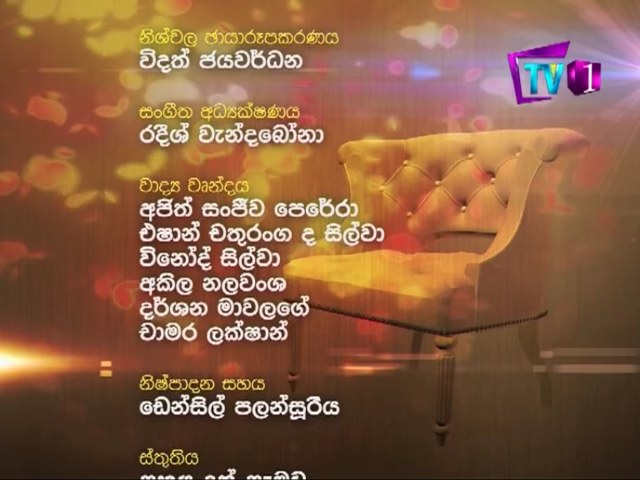 නිශ්චල ඡායාරූපකරණය
විදත් ජයවර්ධන
TV 1
සංගීත අධ්‍යක්ෂණය
රදීශ් වැන්දබෝනා
වාද්‍ය වෘන්දය
අජිත් සංජීව පෙරේරා
එෂාන් චතුරංග ද සිල්වා
විනෝද් සිල්වා
අකිල නලවංශ
දර්ශන මාවලගේ
චාමර ලක්ෂාන්
නිෂ්පාදන සහය
ඩෙන්සිල් පලන්සූරිය
ස්තුතිය